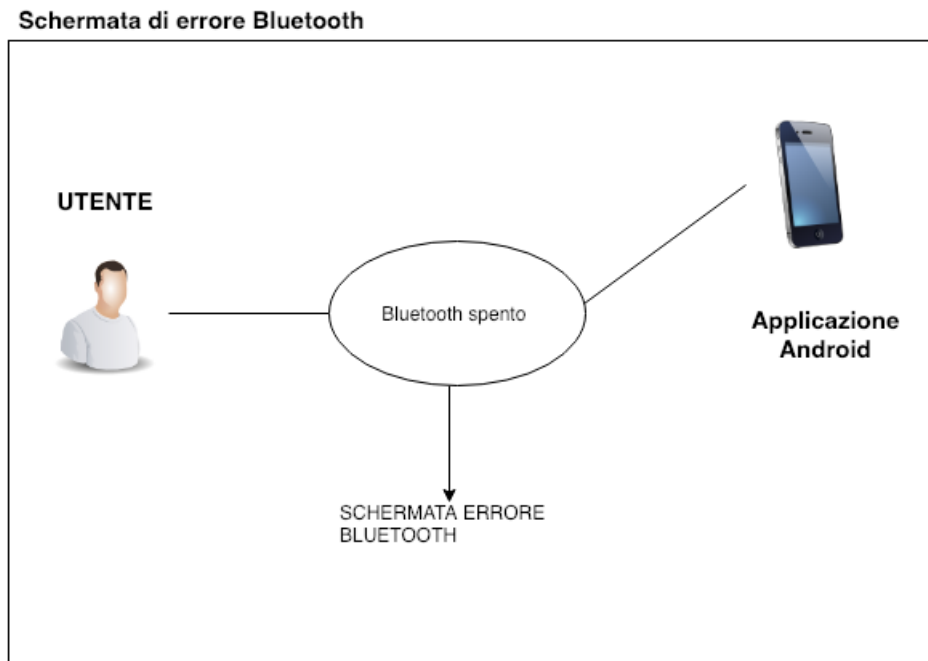 Schermata di errore Bluetooth
UTENTE
Bluetooth spento
Applicazione
Android
SCHERMATA ERRORE
BLUETOOTH